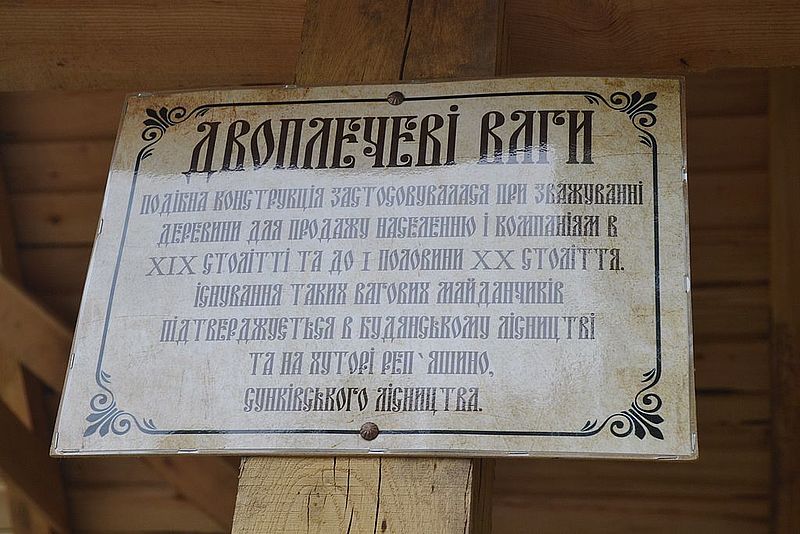 ДВОПЛЕЧЕВІ ВАГИ
ПОДІБНА КОНСТРУКЦІЯ ЗАСТОСОВУВАЛАСЯ ПРИ ЗВАЖУВАННІ
ДЕРЕВИНИ ДЛЯ ПРОДАЖУ НАСЕЛЕННЮ І КОМПАНІЯМ В
XIX СТОЛІТТІ ТА ДО I ПОЛОВИНИ XX СТОЛІТТЯ.
ІСНУВАННЯ ТАКИХ ВАГОВИХ МАЙДАНЧИКІВ
ПІДТВЕРДЖУЄТЬСЯ В БУДЯНСЬКОМУ ЛІСНИЦТВІ
ТА НА ХУТОРІ РЕП`ЯШИНО,
СУНКІВСЬКОГО ЛІСНИЦТВА.